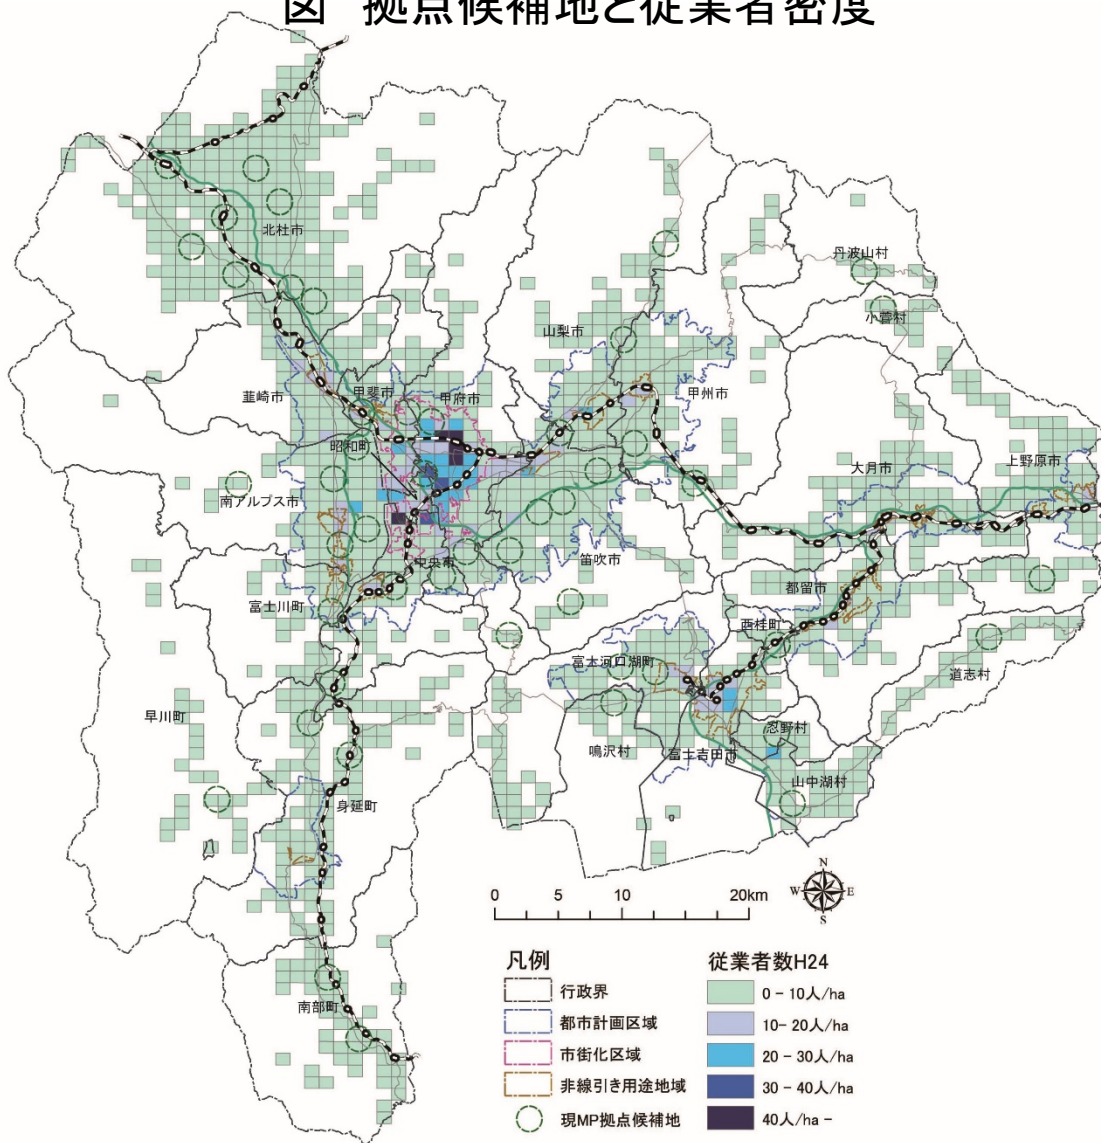 図 拠点候補地と従業者密度
北杜市
丹波山村
小菅村
山梨市
韮崎市
甲斐市
甲府市
甲州市
昭和町
大月市
上野原市
南アルプス市
中央市
笛吹市
都留市
富士川町
西桂町
富士河口湖町
道志村
早川町
鳴沢村
忍野村
富士吉田市
山中湖村
身延町
南部町
N
W
E
S
0 5 10 20km
凡例
行政界
都市計画区域
市街化区域
非線引き用途地域
現MP拠点候補地
従業者数H24
0 - 10人/ha
10- 20人/ha
20 - 30人/ha
30 - 40人/ha
40人/ha -